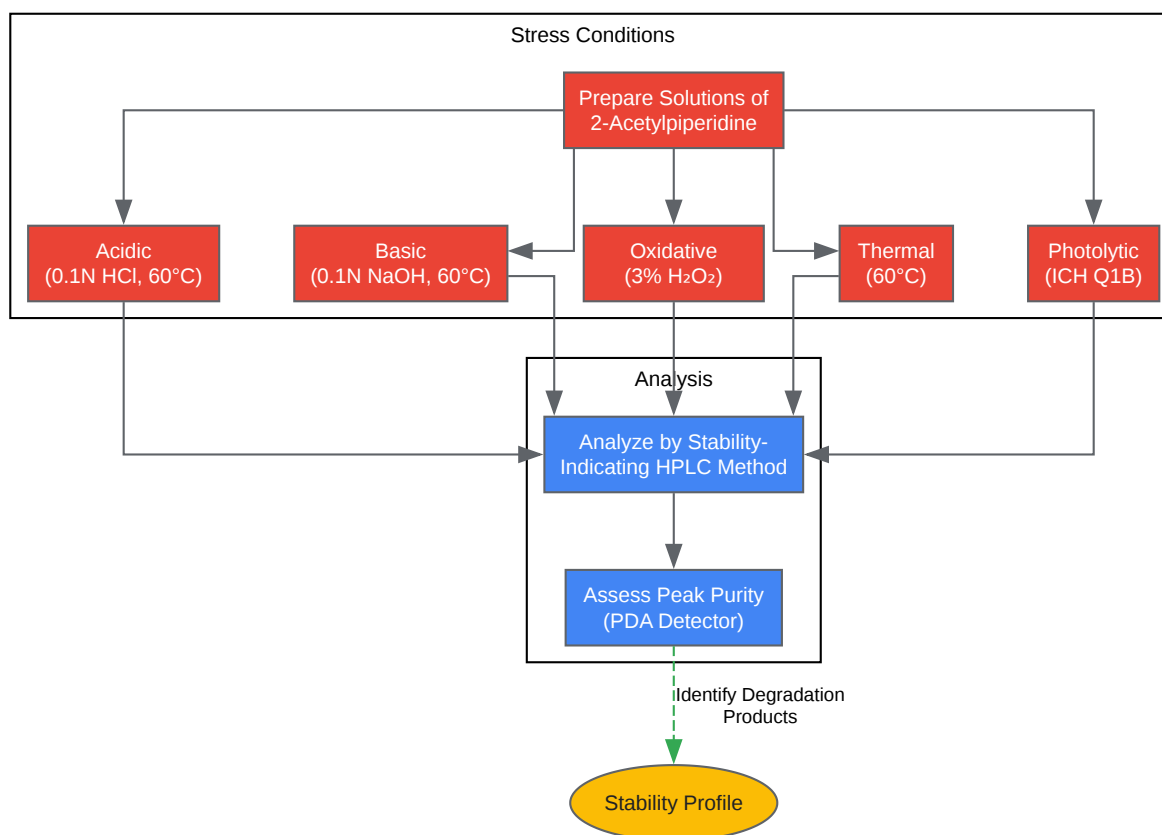 Stress Conditions
Prepare Solutions of
2-Acetylpiperidine
Acidic
(0.1N HCl, 60°C)
Basic
(0.1N NaOH, 60°C)
Oxidative
(3% H₂O₂)
Thermal
(60°C)
Photolytic
(ICH Q1B)
Analysis
Analyze by Stability-
Indicating HPLC Method
Assess Peak Purity
(PDA Detector)
Identify Degradation
Products
Stability Profile